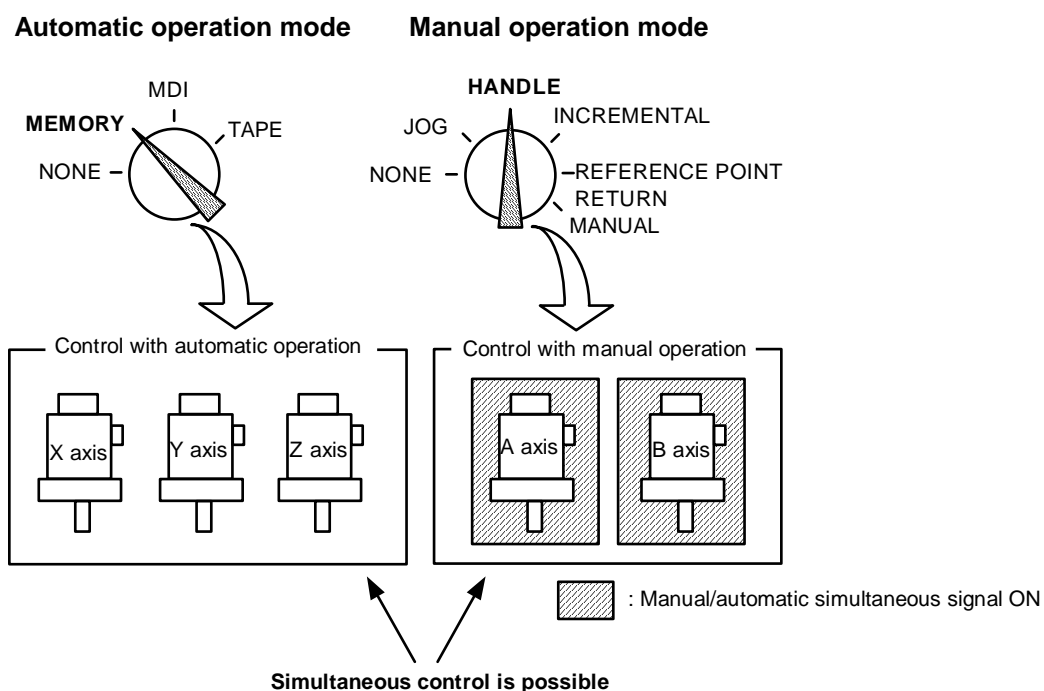 Automatic operation mode
Manual operation mode
MDI
MEMORY
TAPE
NONE
HANDLE
JOG
INCREMENTAL
NONE
REFERENCE POINT
RETURN
MANUAL
Control with automatic operation
Control with manual operation
X axis
Y axis
Z axis
A axis
B axis
: Manual/automatic simultaneous signal ON
Simultaneous control is possible